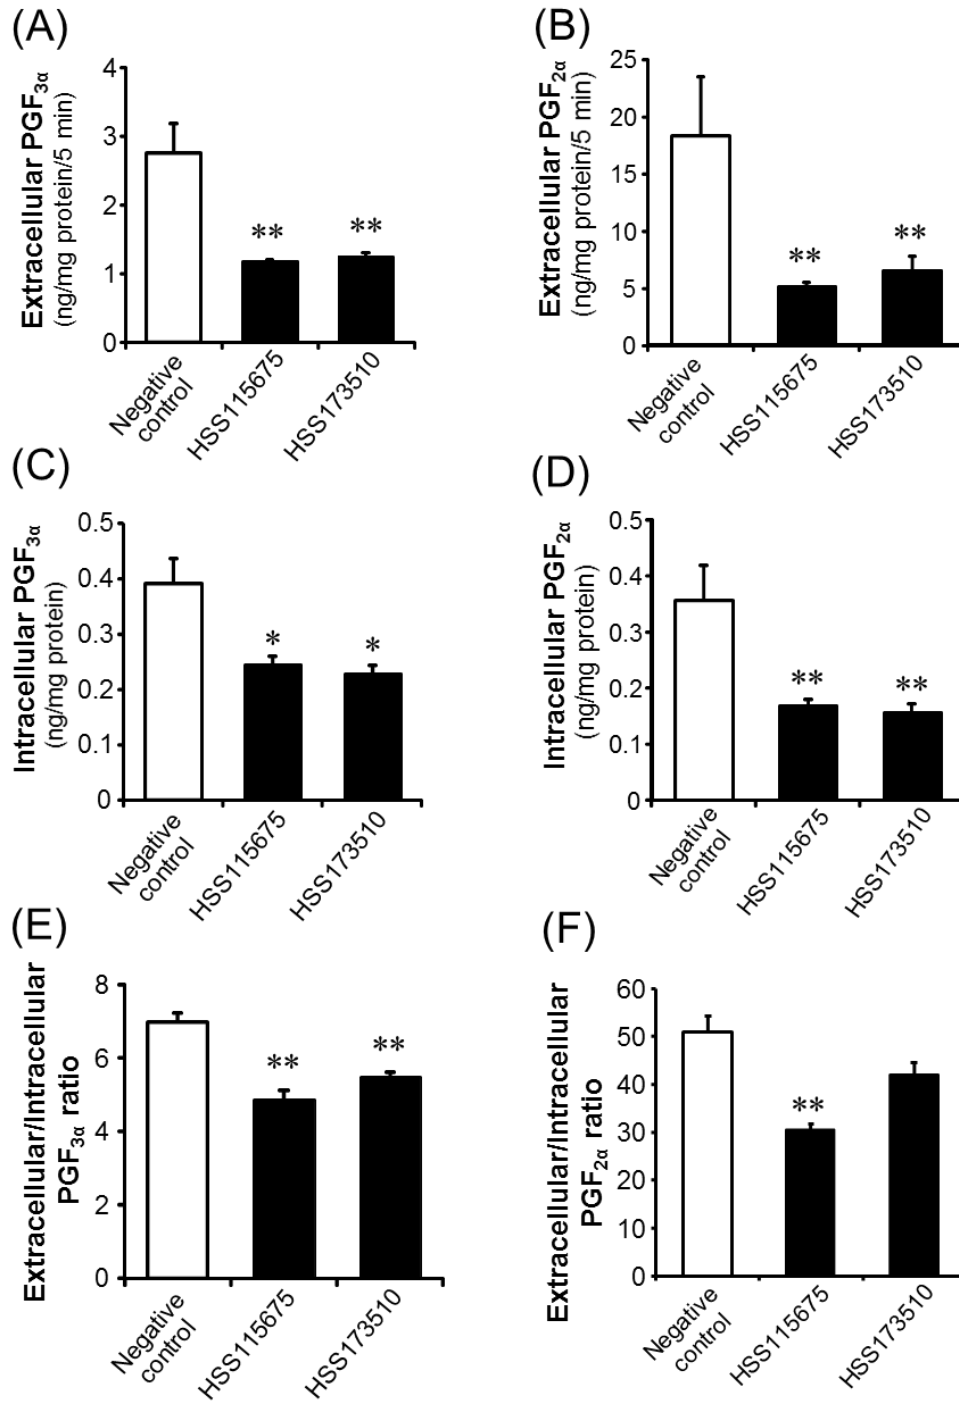 (A)
Extracellular PGF3α
(ng/mg protein/5 min)
4
3
2
1
0
**
**
Negative
control
HSS115675
HSS173510
(B)
Extracellular PGF2α
(ng/mg protein/5 min)
25
20
15
10
5
0
**
**
Negative
control
HSS115675
HSS173510
(C)
Intracellular PGF3α
(ng/mg protein)
0.5
0.4
0.3
0.2
0.1
0
*
*
Negative
control
HSS115675
HSS173510
(D)
Intracellular PGF2α
(ng/mg protein)
0.5
0.4
0.3
0.2
0.1
0
**
**
Negative
control
HSS115675
HSS173510
(E)
Extracellular/Intracellular
PGF3α ratio
8
6
4
2
0
**
**
Negative
control
HSS115675
HSS173510
(F)
Extracellular/Intracellular
PGF2α ratio
60
50
40
30
20
10
0
**
Negative
control
HSS115675
HSS173510